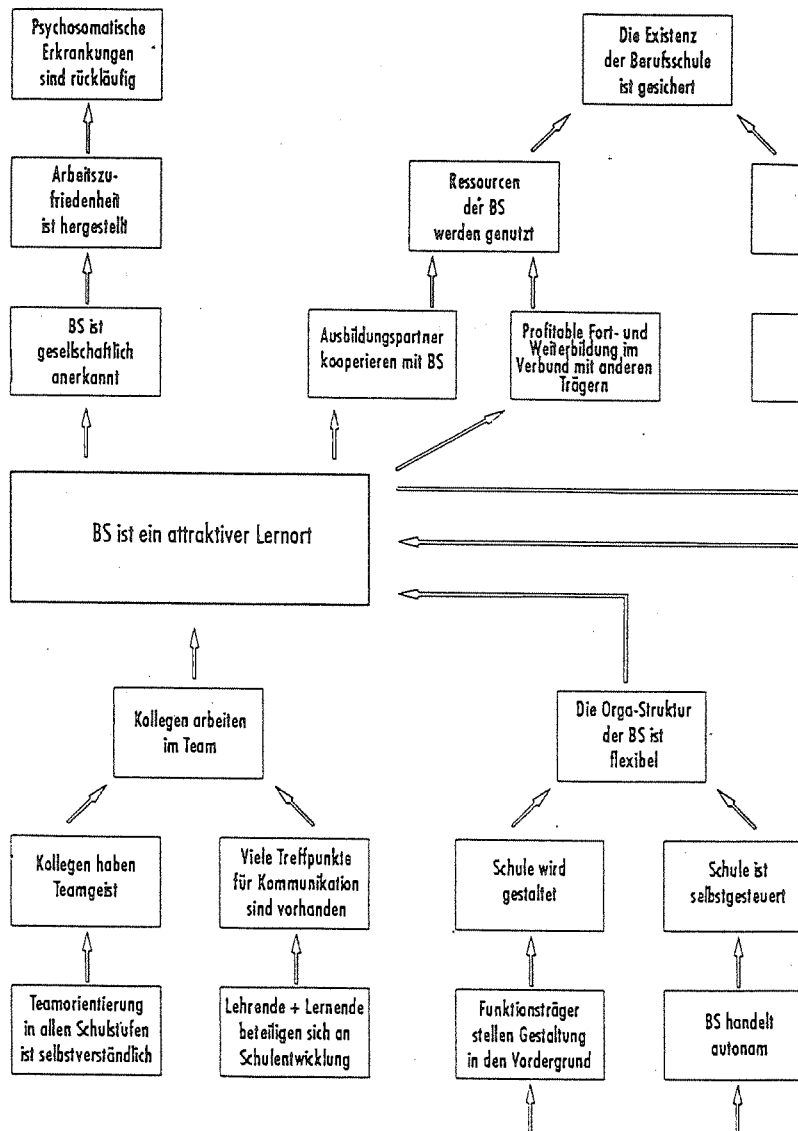 Psychosomatische
Erkrankungen
sind rückläufig
Die Existenz
der Berufsschule
ist gesichert
Arbeitszu-
friedenheit
ist hergestellt
Ressourcen
der BS
werden genutzt
BS ist
gesellschaftlich
anerkannt
Ausbildungspartner
kooperieren mit BS
Profitable Fort- und
Weiterbildung im
Verbund mit anderen
Trägern
BS ist ein attraktiver Lernort
Kollegen arbeiten
im Team
Die Orga-Struktur
der BS ist
flexibel
Kollegen haben
Teamgeist
Viele Treffpunkte
für Kommunikation
sind vorhanden
Schule wird
gestaltet
Schule ist
selbstgesteuert
Teamorientierung
in allen Schulstufen
ist selbstverständlich
Lehrende + Lernende
beteiligen sich an
Schulentwicklung
Funktionsträger
stellen Gestaltung
in den Vordergrund
BS handelt
autonam